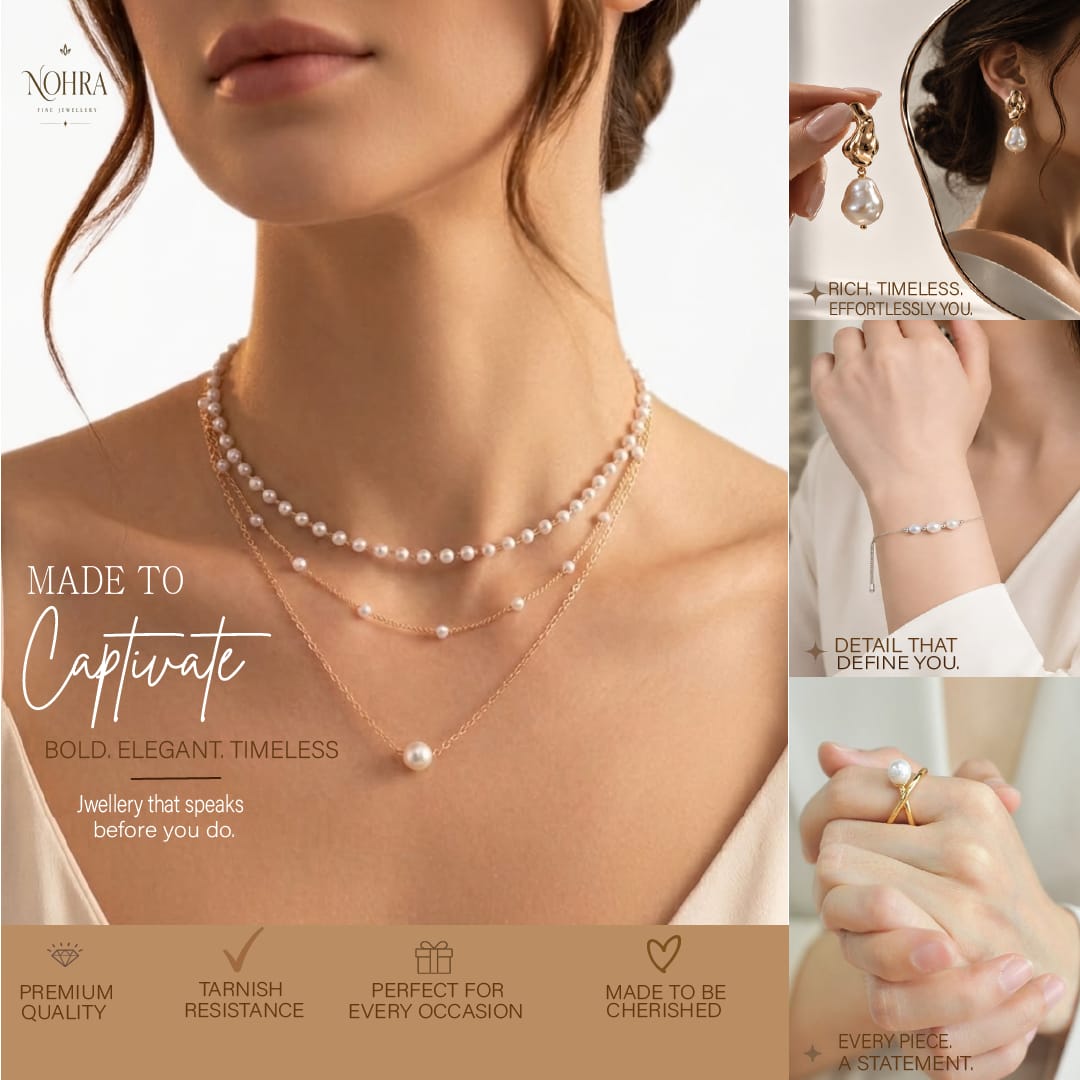 NOHRA
FINE JEWELLERY
MADE TO
Captivate
BOLD. ELEGANT. TIMELESS
Jwellery that speaks
before you do.
RICH. TIMELESS.
EFFORTLESSLY YOU.
DETAIL THAT
DEFINE YOU.
EVERY PIECE.
A STATEMENT.
PREMIUM
QUALITY
TARNISH
RESISTANCE
PERFECT FOR
EVERY OCCASION
MADE TO BE
CHERISHED